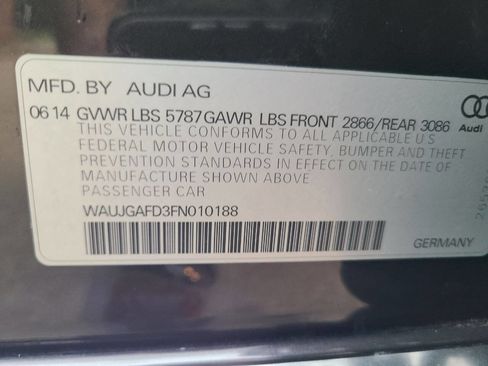 MFD. BY AUDI AG
06.14 GVWR LBS 5787 GAWR LBS FRONT 2866/REAR 3086
Audi
THIS VEHICLE CONFORMS TO ALL APPLICABLE U S
FEDERAL MOTOR VEHICLE SAFETY, BUMPER AND THEFT
PREVENTION STANDARDS IN EFFECT ON THE DATE OF
MANUFACTURE SHOWN ABOVE
PASSENGER CAR
WAUJGAFD3FN010188
GERMANY